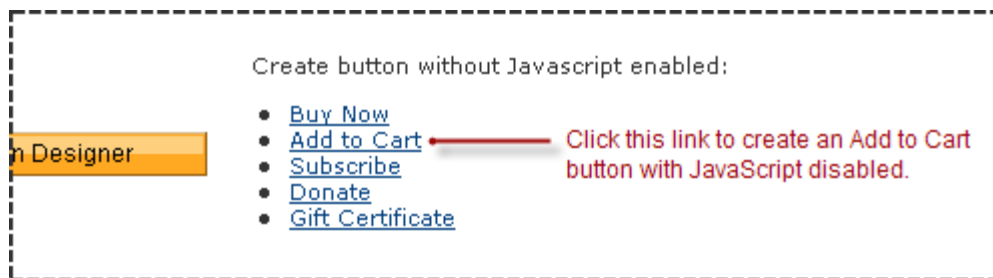 Create button without Javascript enabled:
Buy Now
Add to Cart
Click this link to create an Add to Cart
button with JavaScript disabled.
n Designer
Subscribe
Donate
Gift Certificate